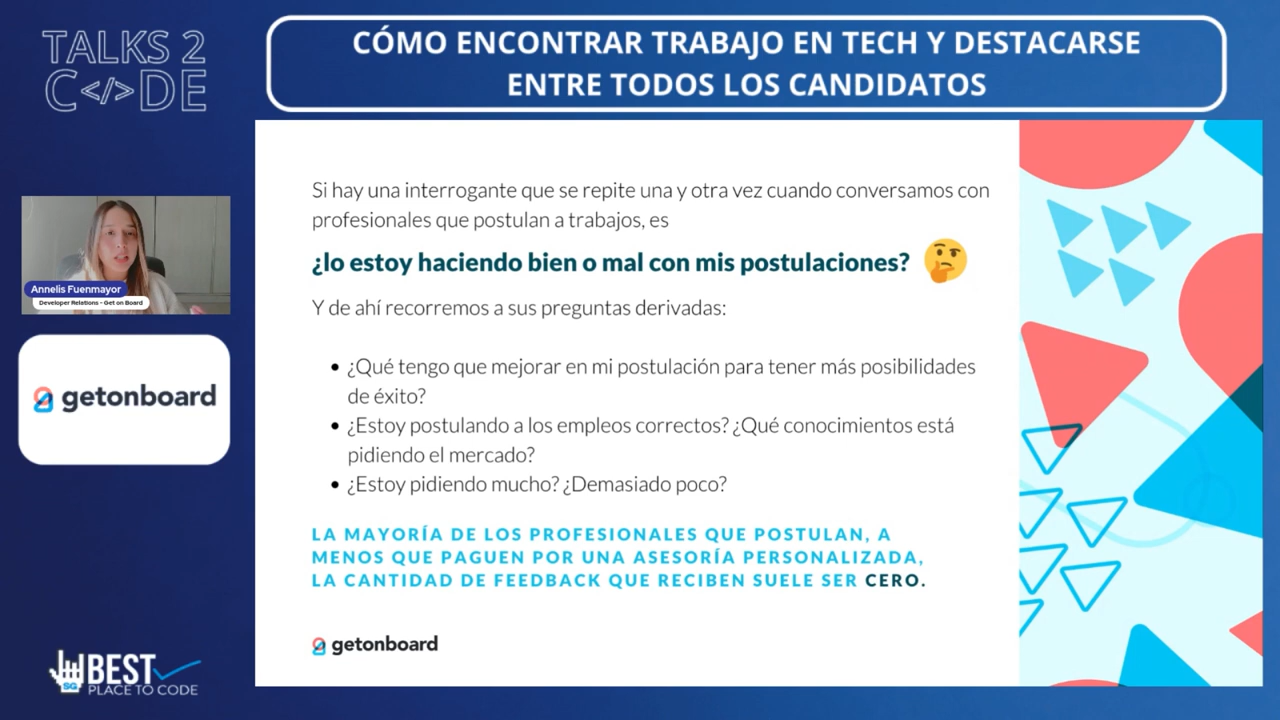 TALKS 2
C</>DE
CÓMO ENCONTRAR TRABAJO EN TECH Y DESTACARSE
ENTRE TODOS LOS CANDIDATOS
Si hay una interrogante que se repite una y otra vez cuando conversamos con
profesionales que postulan a trabajos, es
¿lo estoy haciendo bien o mal con mis postulaciones?
Y de ahí recorremos a sus preguntas derivadas:
• ¿Qué tengo que mejorar en mi postulación para tener más posibilidades
de éxito?
• ¿Estoy postulando a los empleos correctos? ¿Qué conocimientos está
pidiendo el mercado?
• ¿Estoy pidiendo mucho? ¿Demasiado poco?
LA MAYORÍA DE LOS PROFESIONALES QUE POSTULAN, A
MENOS QUE PAGUEN POR UNA ASESORÍA PERSONALIZADA,
LA CANTIDAD DE FEEDBACK QUE RECIBEN SUELE SER CERO.
getonboard
Annelis Fuenmayor
Developer Relations - Get on Board
getonboard
SG
BEST
PLACE TO CODE